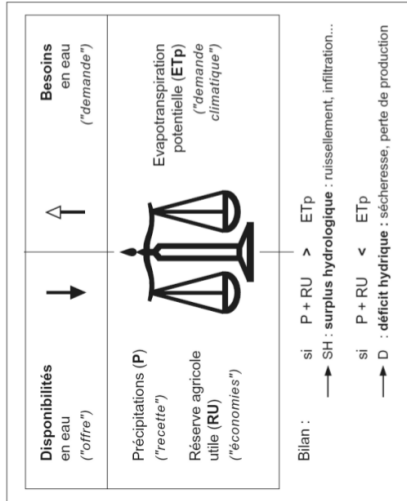 Disponibilités
en eau
("offre")
Besoins
en eau
("demande")
Précipitations (P)
("recette")
Réserve agricole
utile (RU)
("économies")
Evapotranspiration
potentielle (ETp)
("demande
climatique")
Bilan :
si P + RU > ETp
SH : surplus hydrologique : ruissellement, infiltration...
si P + RU < ETp
D : déficit hydrique : sécheresse, perte de production